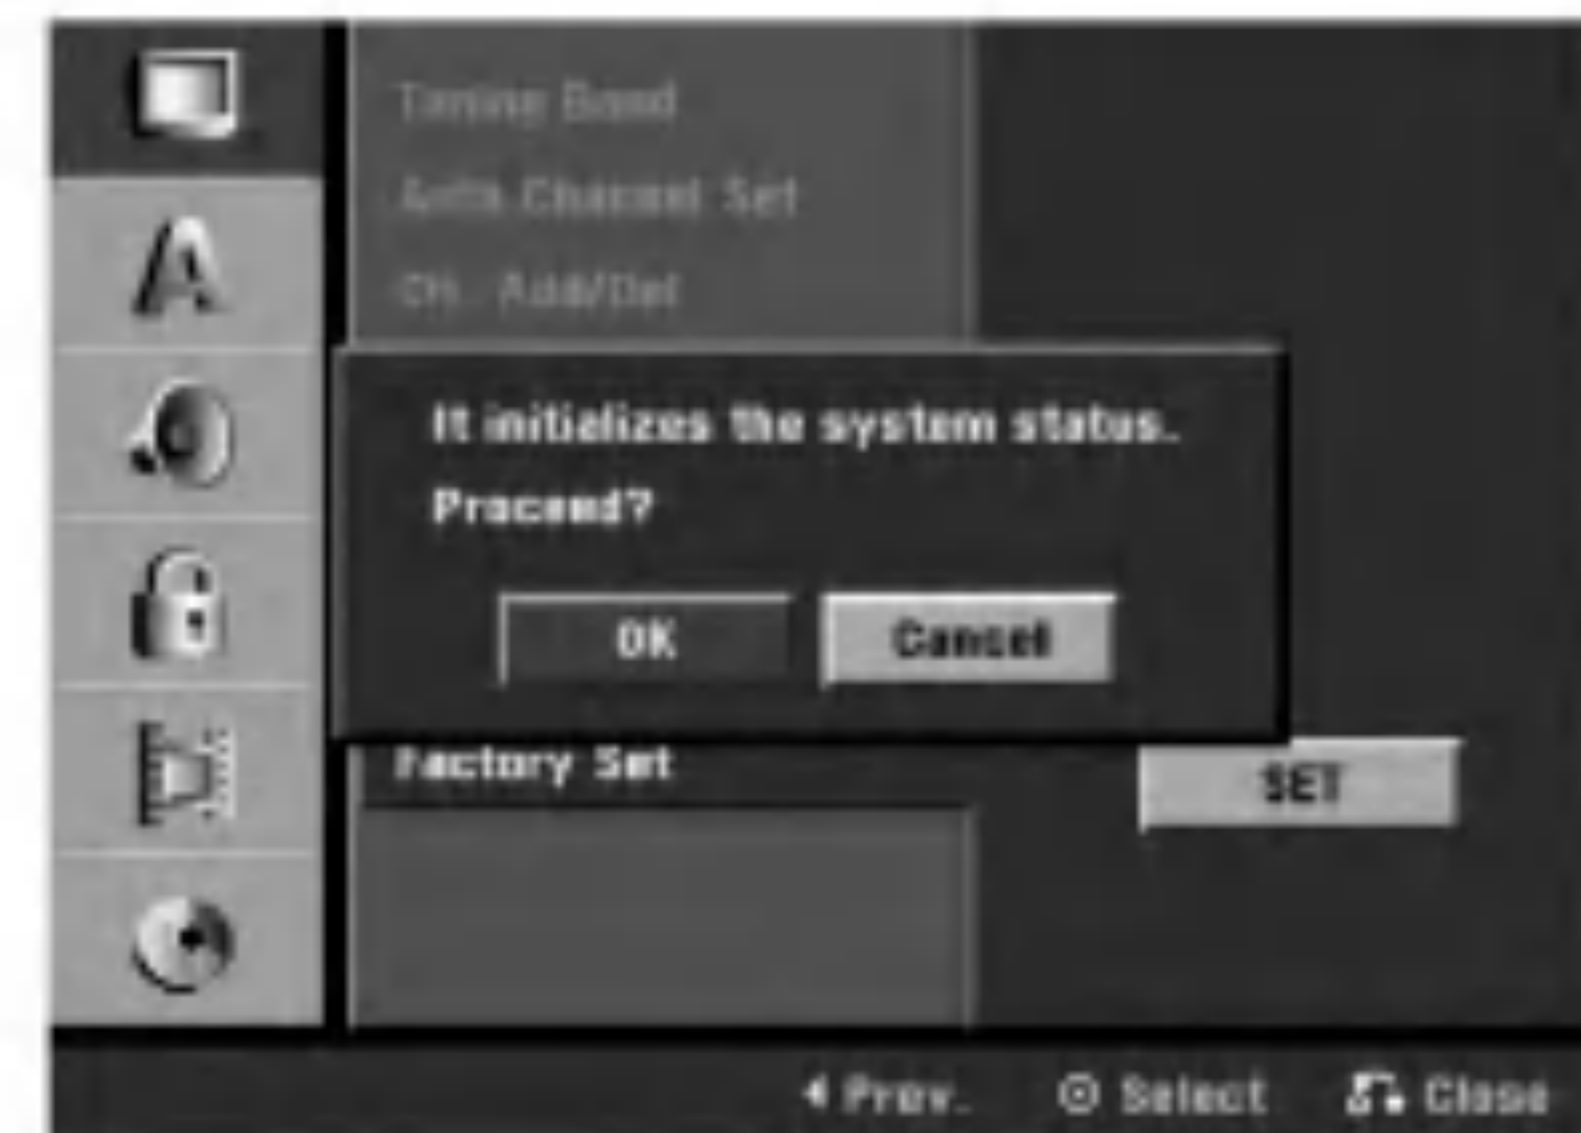 Tuning Band
Auto Channel Set
CH. Add/Del
It initializes the system status.
Proceed?
OK
Cancel
Factory Set
SET
Prev.
Select
Close